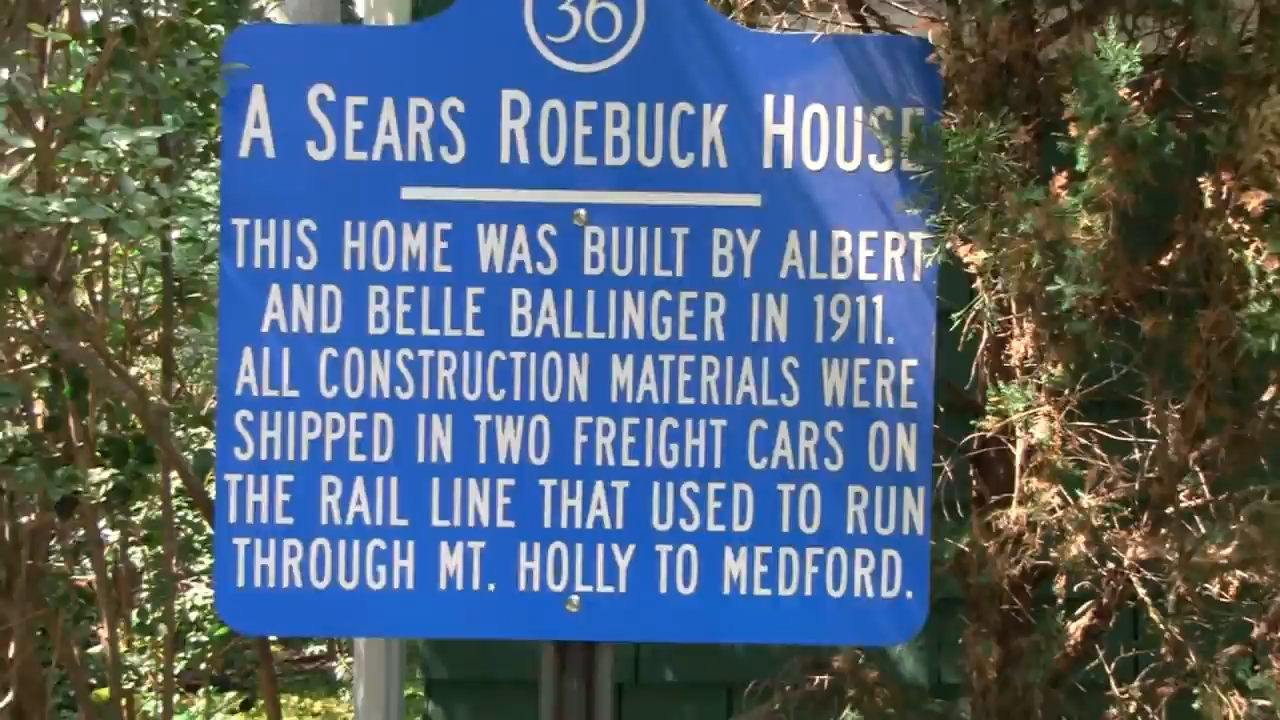 36
A SEARS ROEBUCK HOUSE
THIS HOME WAS BUILT BY ALBERT
AND BELLE BALLINGER IN 1911.
ALL CONSTRUCTION MATERIALS WERE
SHIPPED IN TWO FREIGHT CARS ON
THE RAIL LINE THAT USED TO RUN
THROUGH MT. HOLLY TO MEDFORD.